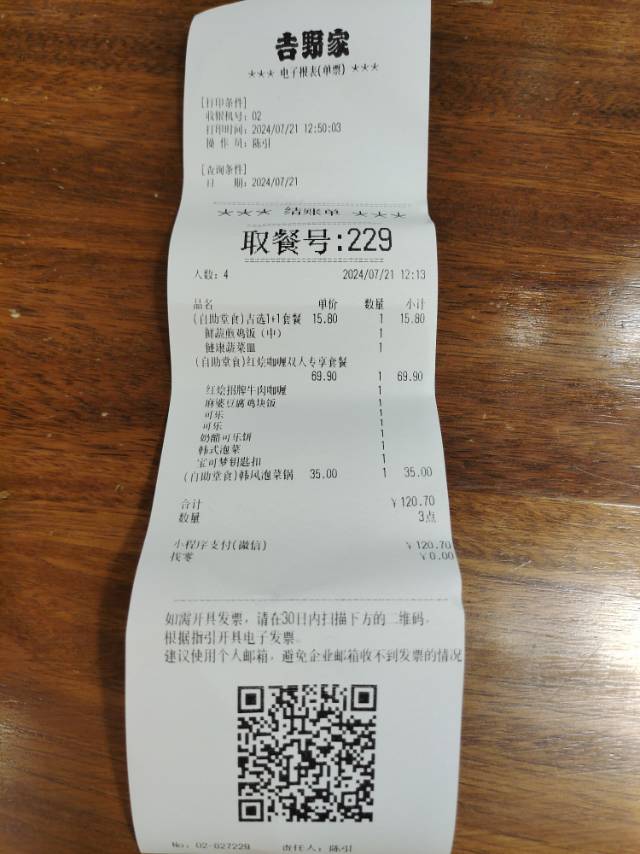 吉野家
*** 电子报表(单票) ***
[打印条件]
收银机号: 02
打印时间: 2024/07/21 12:50:03
操 作 员: 陈引
[查询条件]
日 期: 2024/07/21
*** 结账单 ***
取餐号:229
人数: 4 2024/07/21 12:13
品名 单价 数量 小计
(自助堂食)吉选1+1套餐 15.80 1 15.80
鲜蔬煎鸡饭 (中) 1
健康蔬菜皿 1
(自助堂食)红烩咖喱双人专享套餐
69.90 1 69.90
红烩招牌牛肉咖喱 1
麻婆豆腐鸡块饭 1
可乐 1
可乐 1
奶酪可乐饼 1
韩式泡菜 1
宝可梦钥匙扣 1
(自助堂食)韩风泡菜锅 35.00 1 35.00
合计 ¥120.70
数量 3点
小程序支付(微信) ¥120.70
找零 ¥0.00
如需开具发票，请在30日内扫描下方的二维码，
根据指引开具电子发票。
建议使用个人邮箱，避免企业邮箱收不到发票的情况
No. 02-027229 责任人: 陈引